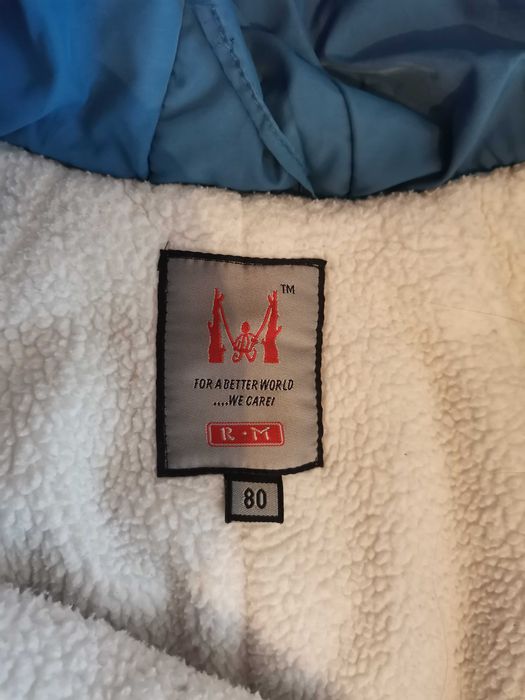 TM
FOR A BETTER WORLD
....WE CARE!
R·M
80